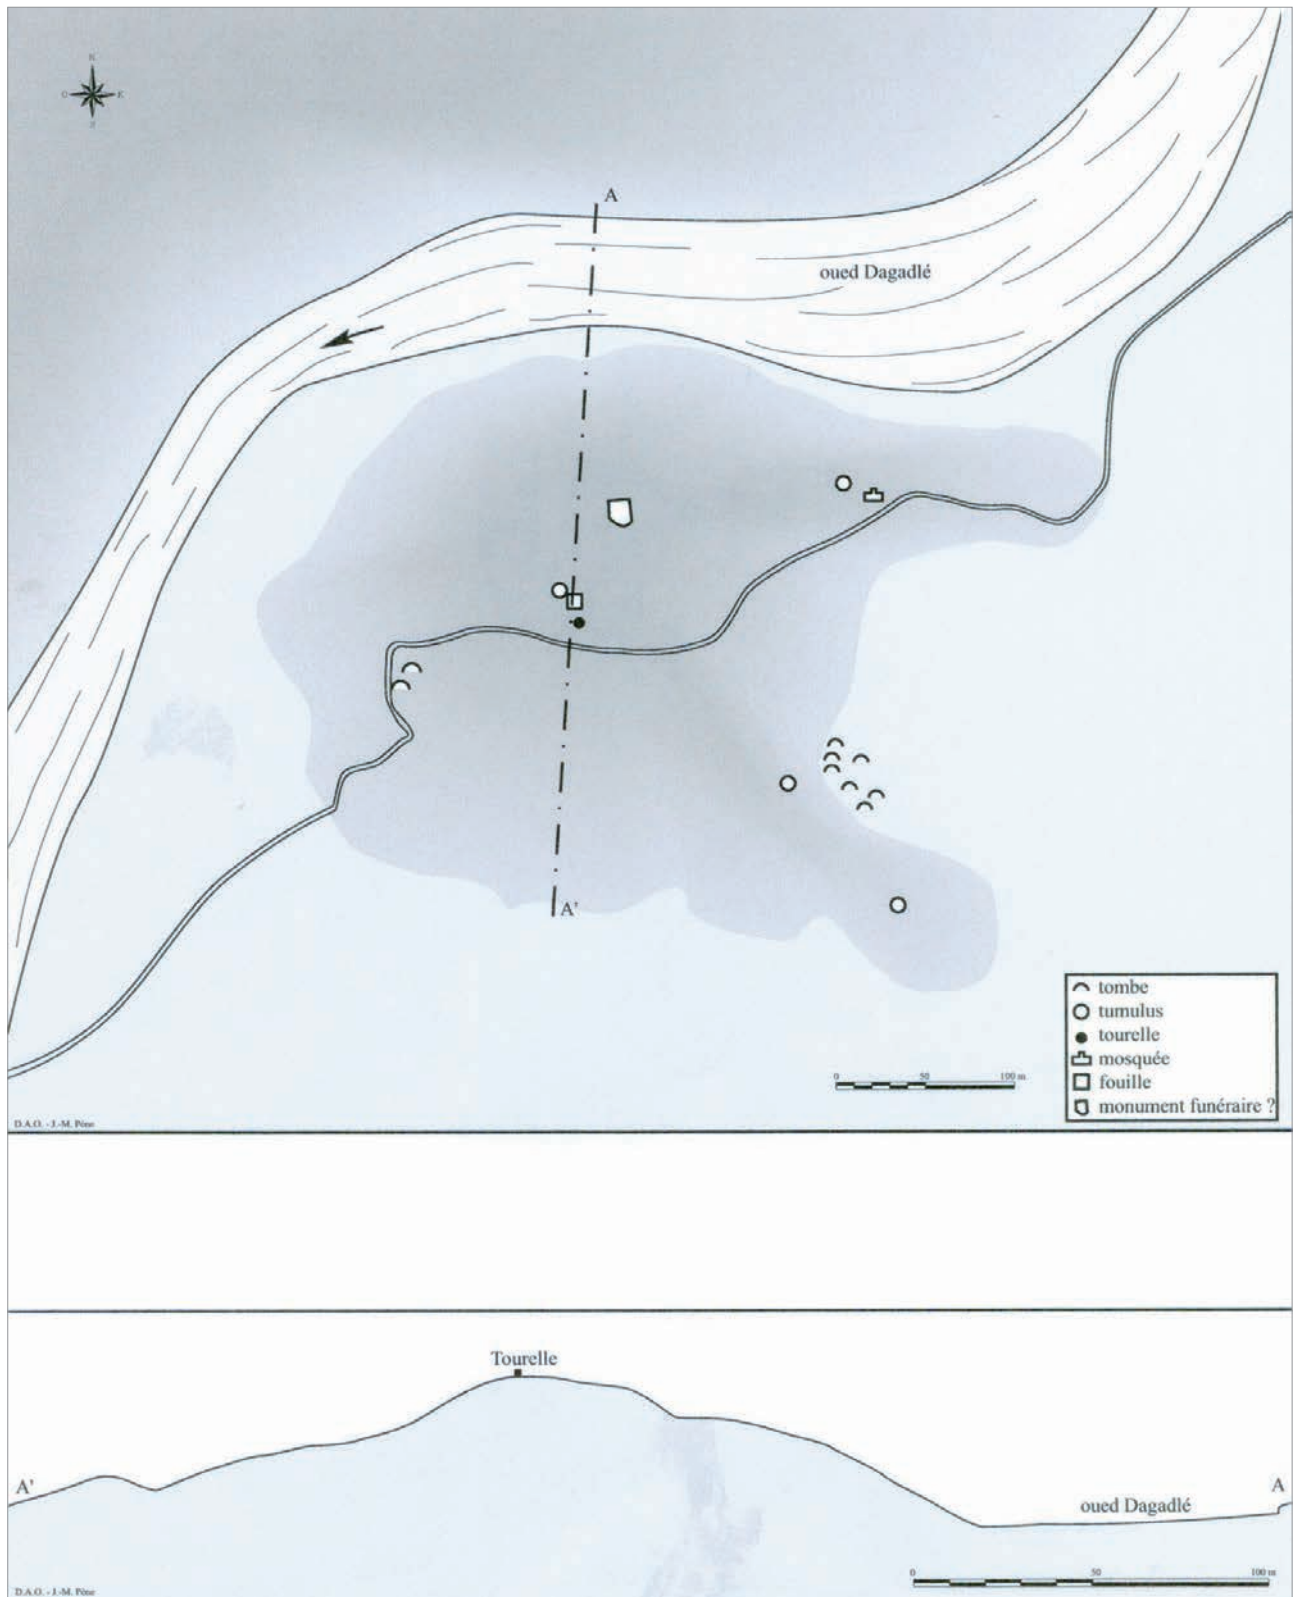 N
O E
S
A
oued Dagadlé
A'
tombe
tumulus
tourelle
mosquée
fouille
monument funéraire ?
0 50 100 m
D.A.O. - J.-M. Pène
Tourelle
A'
A
oued Dagadlé
0 50 100 m
D.A.O. - J.-M. Pène